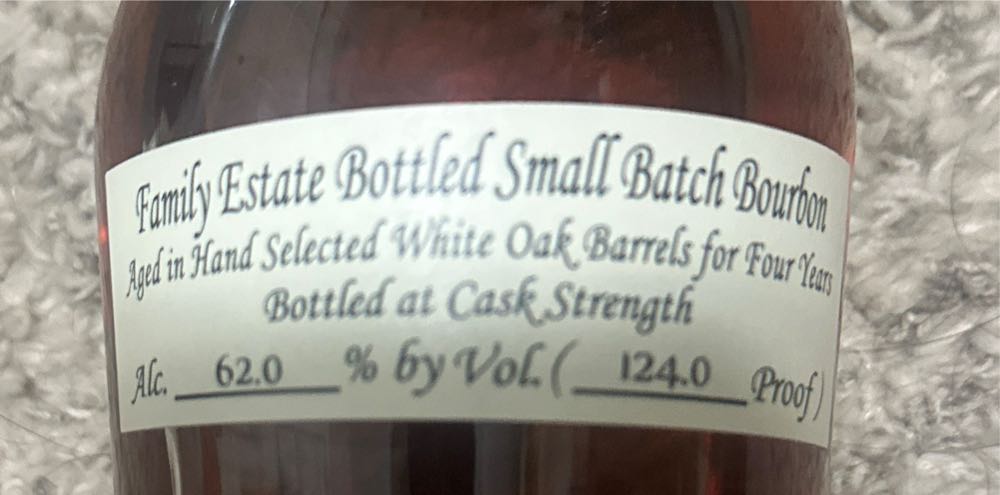 Family Estate Bottled Small Batch Bourbon
Aged in Hand Selected White Oak Barrels for Four Years
Bottled at Cask Strength
Alc. 62.0 % by Vol. ( 124.0 Proof)